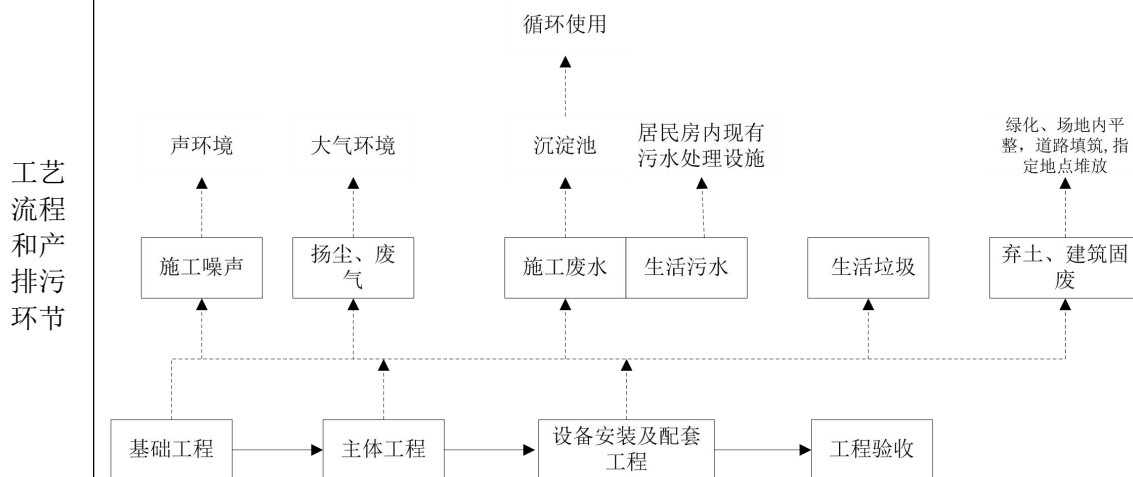 循环使用
声环境
大气环境
沉淀池
居民房内现有
污水处理设施
绿化、场地内平
整，道路填筑,指
定地点堆放
工艺
流程
和产
排污
环节
施工噪声
扬尘、废
气
施工废水
生活污水
生活垃圾
弃土、建筑固
废
基础工程
主体工程
设备安装及配套
工程
工程验收